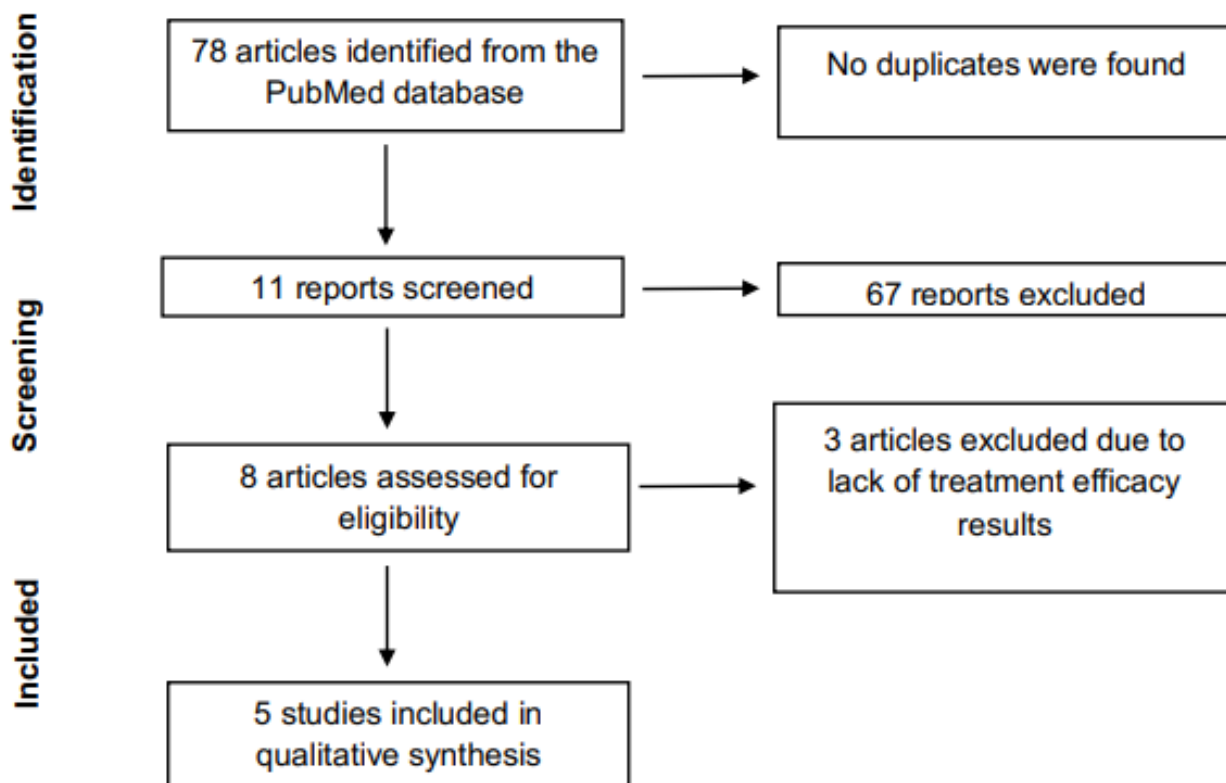 Identification
78 articles identified from the
PubMed database
No duplicates were found
Screening
11 reports screened
67 reports excluded
8 articles assessed for
eligibility
3 articles excluded due to
lack of treatment efficacy
results
Included
5 studies included in
qualitative synthesis